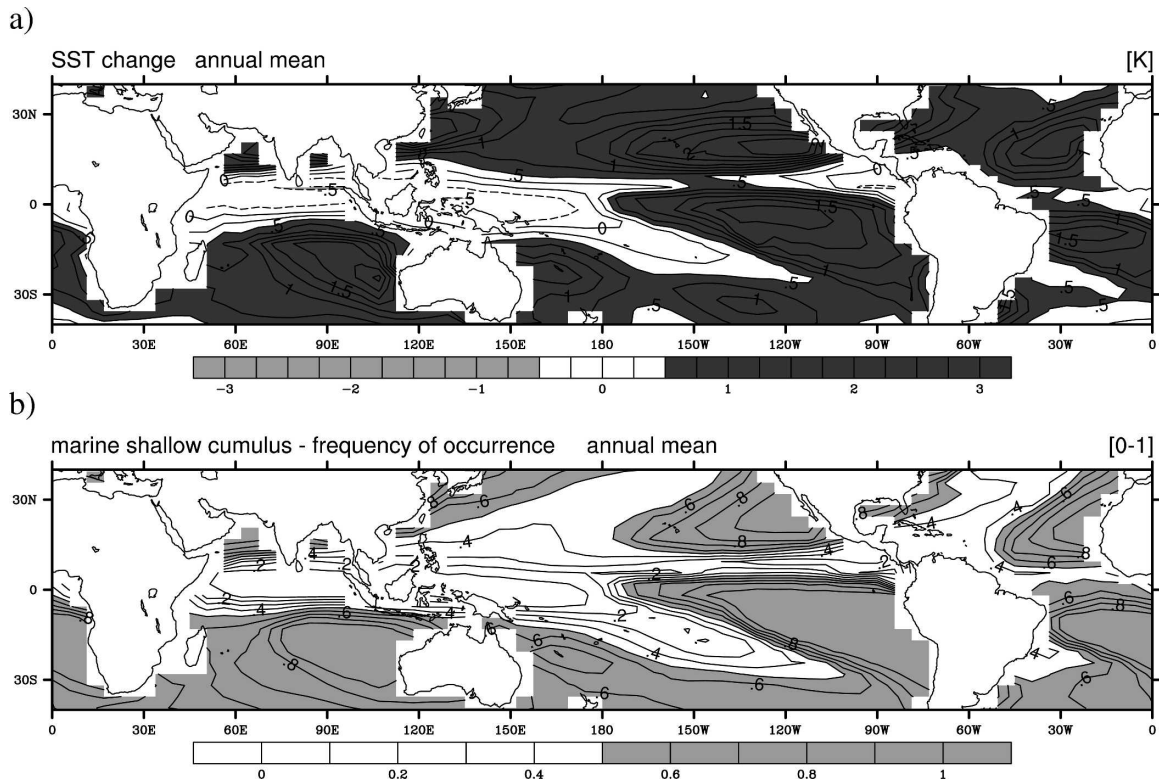 a)
SST change annual mean [K]
30N
0
30S
0 30E 60E 90E 120E 150E 180 150W 120W 90W 60W 30W 0
-3 -2 -1 0 1 2 3
b)
marine shallow cumulus - frequency of occurrence annual mean [0-1]
30N
0
30S
0 30E 60E 90E 120E 150E 180 150W 120W 90W 60W 30W 0
0 0.2 0.4 0.6 0.8 1